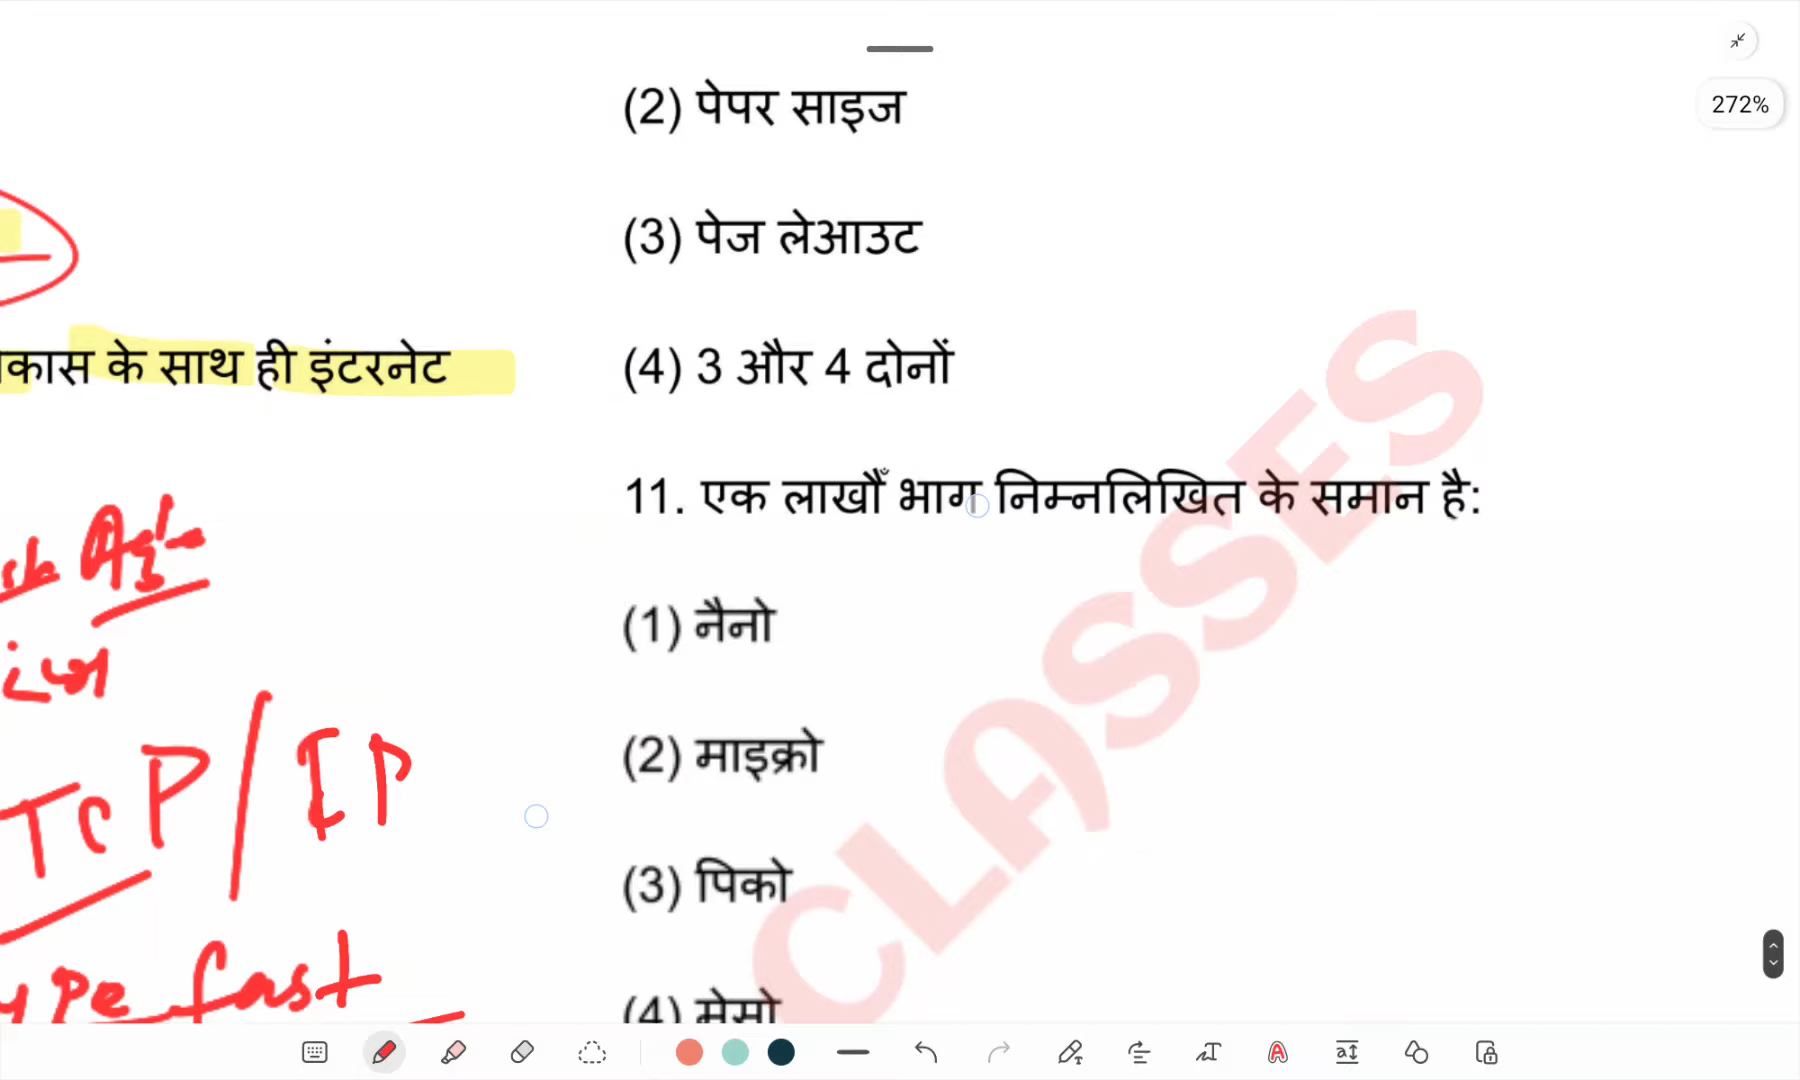 272%
(2) पेपर साइज
(3) पेज लेआउट
कास के साथ ही इंटरनेट
(4) 3 और 4 दोनों
11. एक लाखौँ भाग निम्नलिखित के समान है:
(1) नैनो
(2) माइक्रो
TCP/IP
(3) पिको
ype fast
(4) मेसो
CLASSES